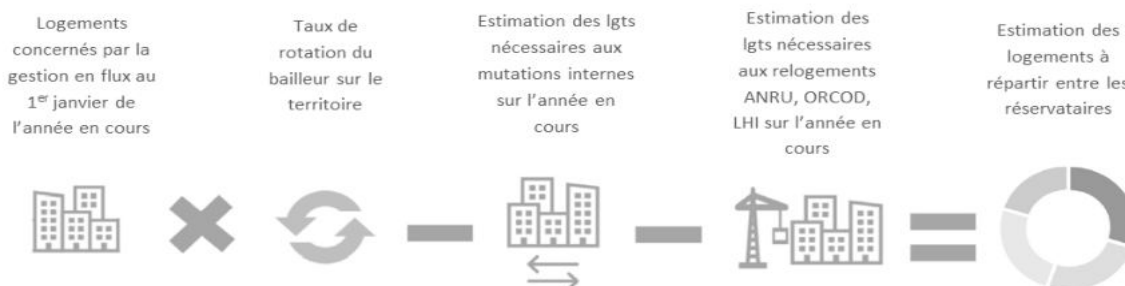 Logements
concernés par la
gestion en flux au
1er janvier de
l'année en cours
Taux de
rotation du
bailleur sur le
territoire
Estimation des lgts
nécessaires aux
mutations internes
sur l'année en
cours
Estimation des
lgts nécessaires
aux relogements
ANRU, ORCOD,
LHI sur l'année en
cours
Estimation des
logements à
répartir entre les
réservataires